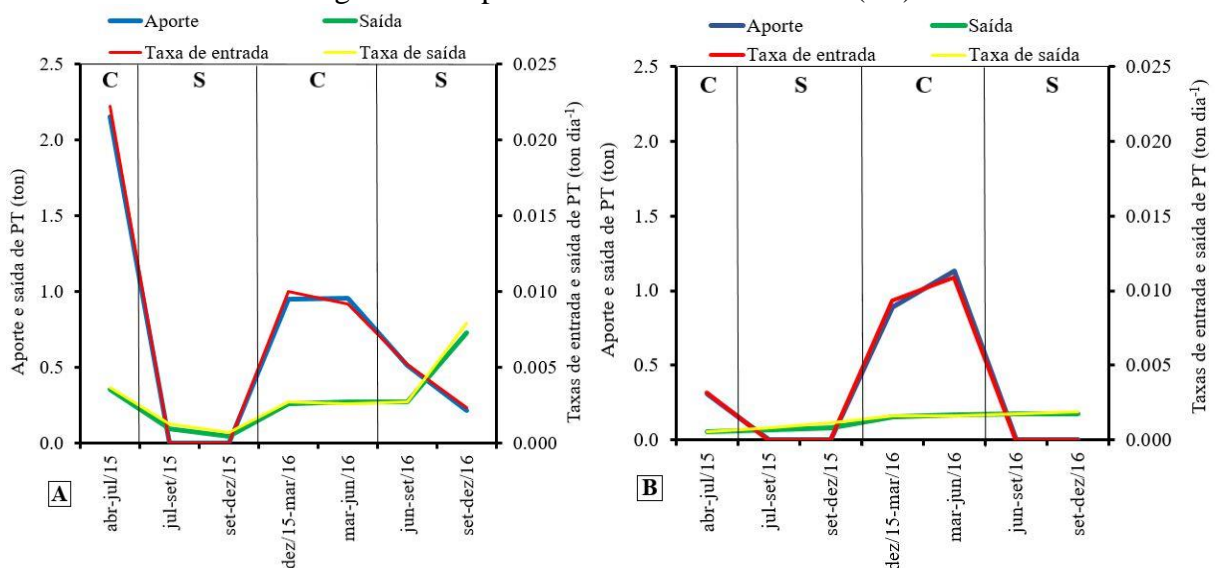 Aporte
Saída
Taxa de entrada
Taxa de saída
2.5
2.0
1.5
1.0
0.5
0.0
Aporte e saída de PT (ton)
C
S
C
S
0.025
0.020
0.015
0.010
0.005
0.000
Taxas de entrada e saída de PT (ton dia-1)
abr-jul/15
jul-set/15
set-dez/15
dez/15-mar/16
mar-jun/16
jun-set/16
set-dez/16
A
Aporte
Saída
Taxa de entrada
Taxa de saída
2.5
2.0
1.5
1.0
0.5
0.0
Aporte e saída de PT (ton)
C
S
C
S
0.025
0.020
0.015
0.010
0.005
0.000
Taxas de entrada e saída de PT (ton dia-1)
abr-jul/15
jul-set/15
set-dez/15
dez/15-mar/16
mar-jun/16
jun-set/16
set-dez/16
B